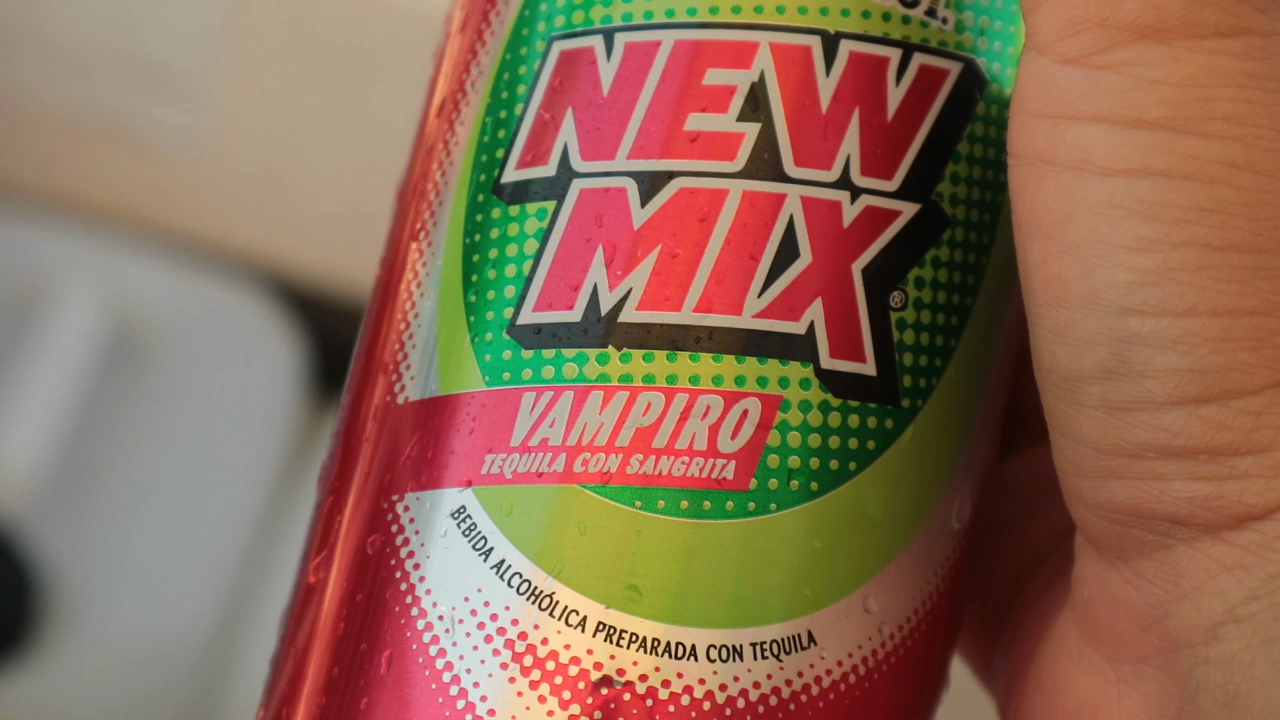 NEW
MIX
®
VAMPIRO
TEQUILA CON SANGRITA
BEBIDA ALCOHÓLICA PREPARADA CON TEQUILA